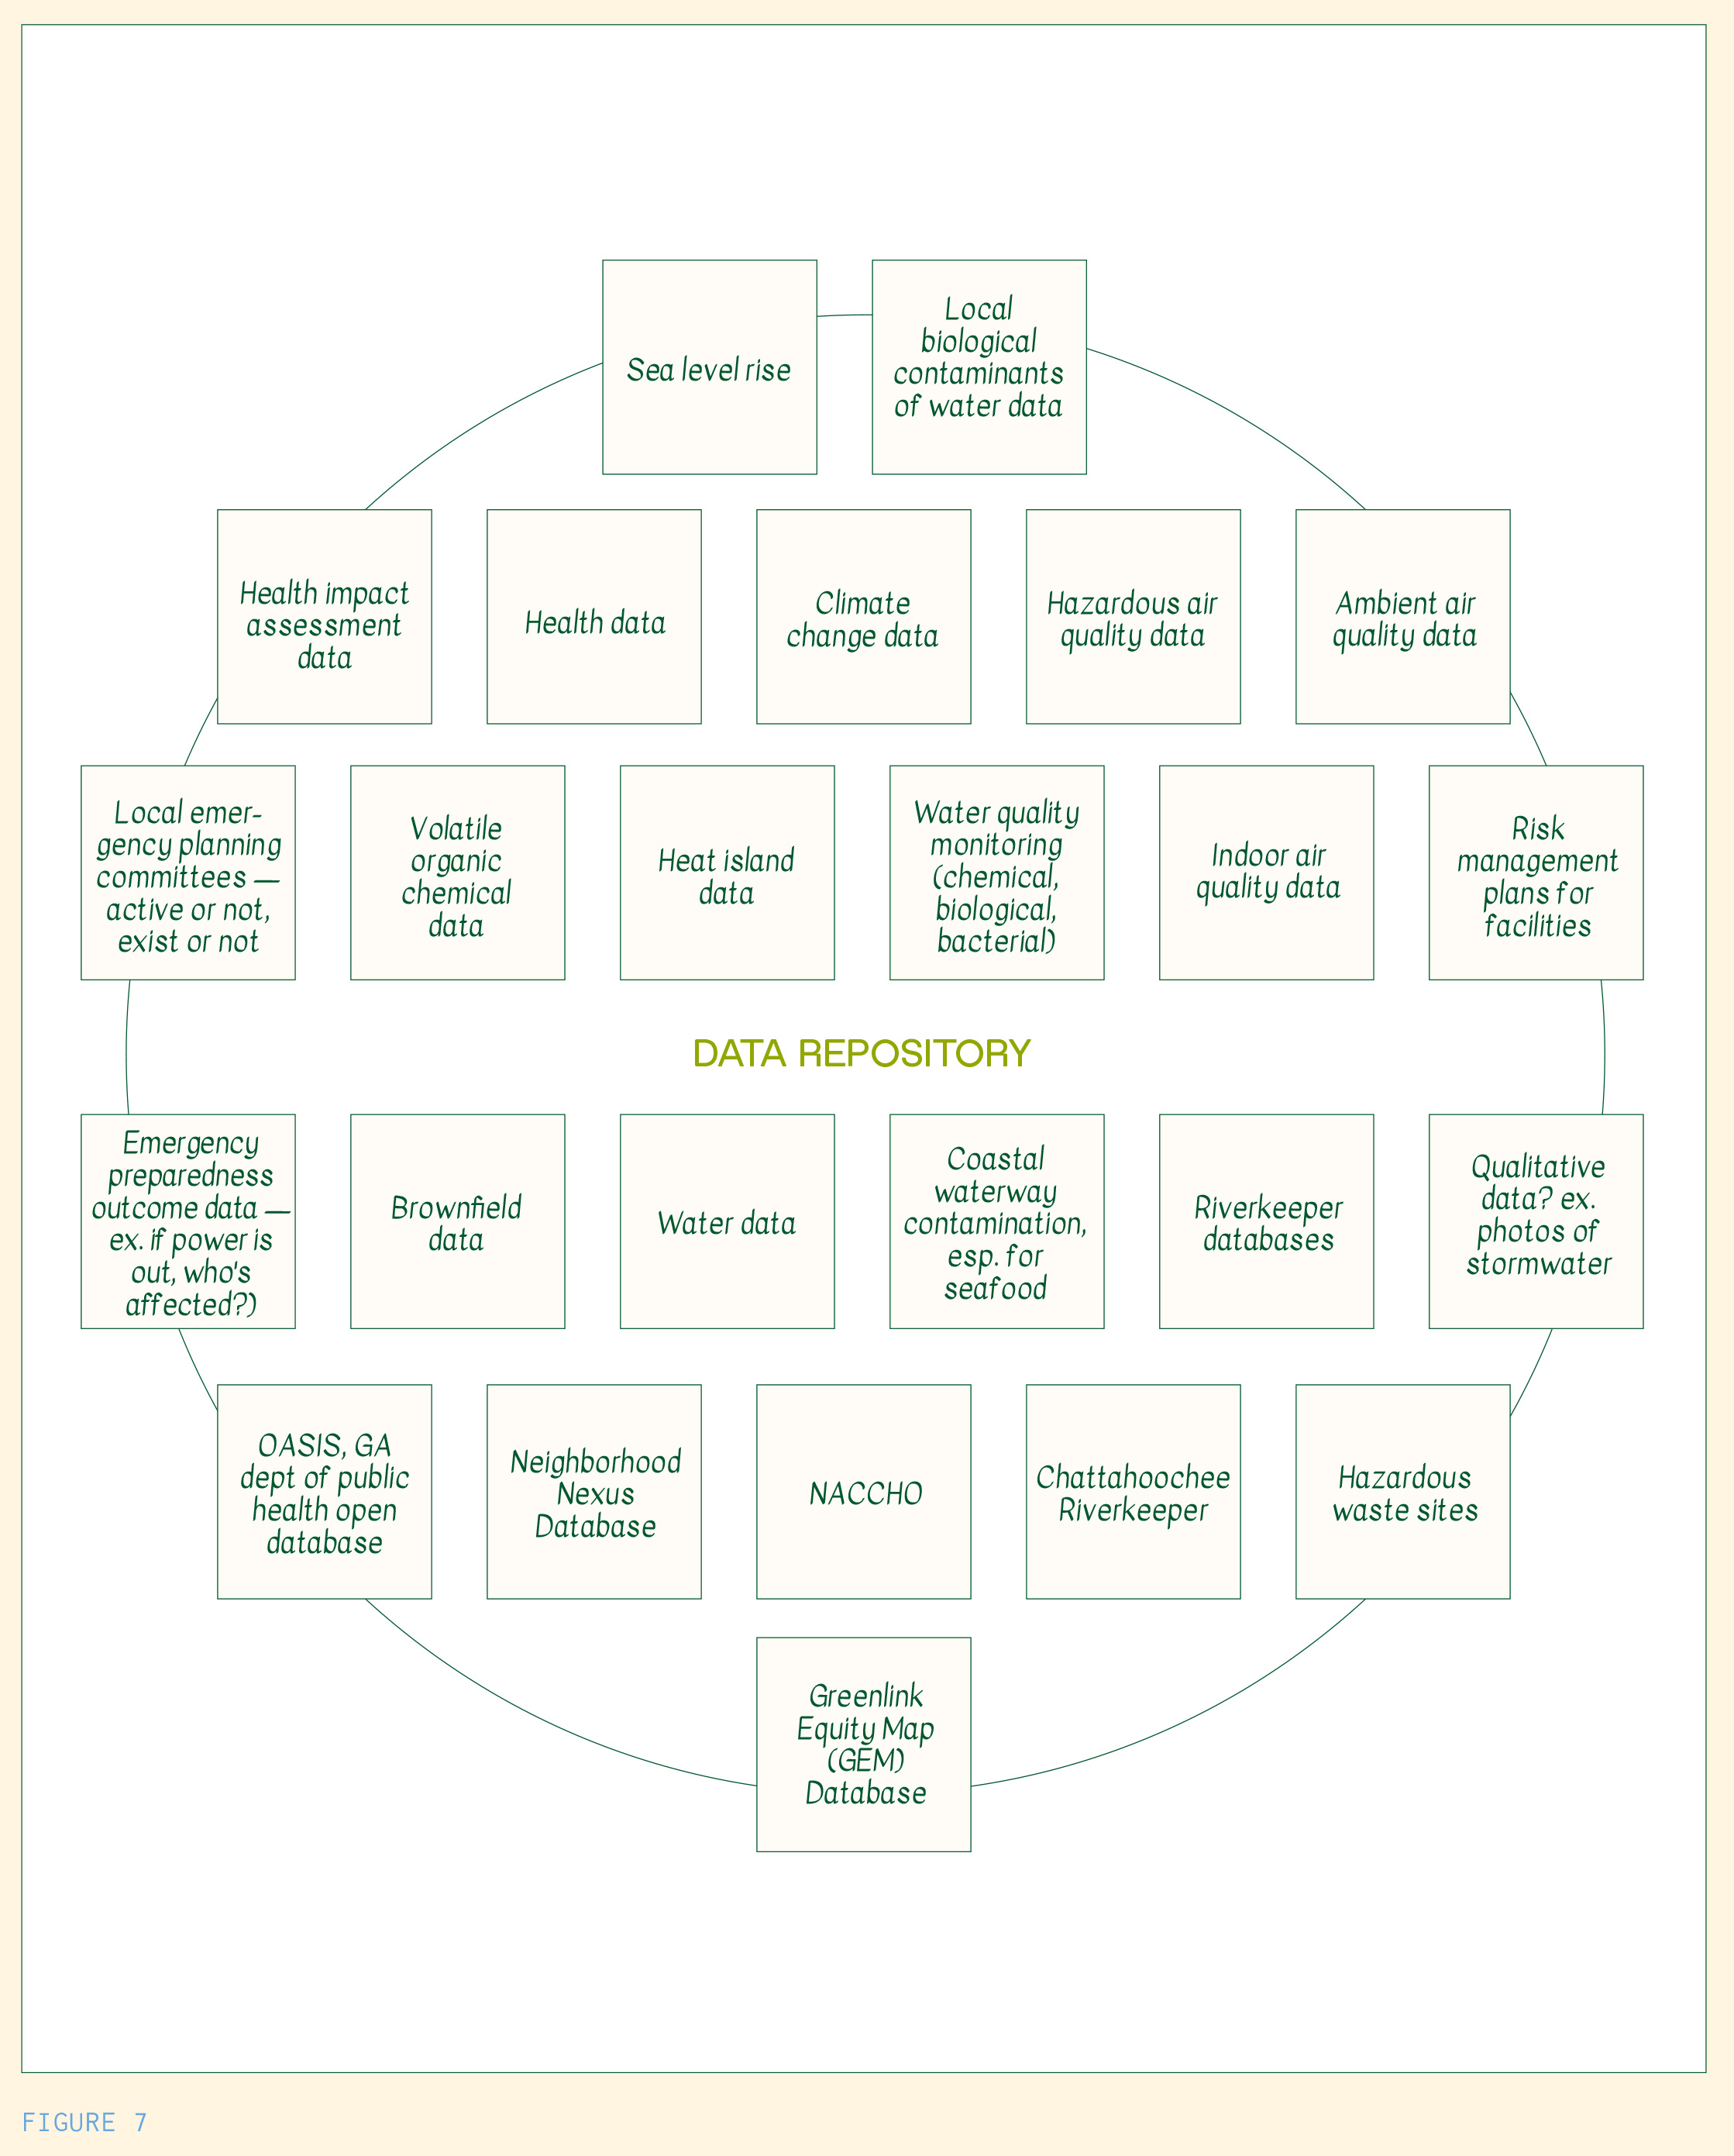 Sea level rise
Local
biological
contaminants
of water data
Health impact
assessment
data
Health data
Climate
change data
Hazardous air
quality data
Ambient air
quality data
Local emer-
gency planning
committees —
active or not,
exist or not
Volatile
organic
chemical
data
Heat island
data
Water quality
monitoring
(chemical,
biological,
bacterial)
Indoor air
quality data
Risk
management
plans for
facilities
DATA REPOSITORY
Emergency
preparedness
outcome data —
ex. if power is
out, who's
affected?)
Brownfield
data
Water data
Coastal
waterway
contamination,
esp. for
seafood
Riverkeeper
databases
Qualitative
data? ex.
photos of
stormwater
OASIS, GA
dept of public
health open
database
Neighborhood
Nexus
Database
NACCHO
Chattahoochee
Riverkeeper
Hazardous
waste sites
Greenlink
Equity Map
(GEM)
Database
FIGURE 7